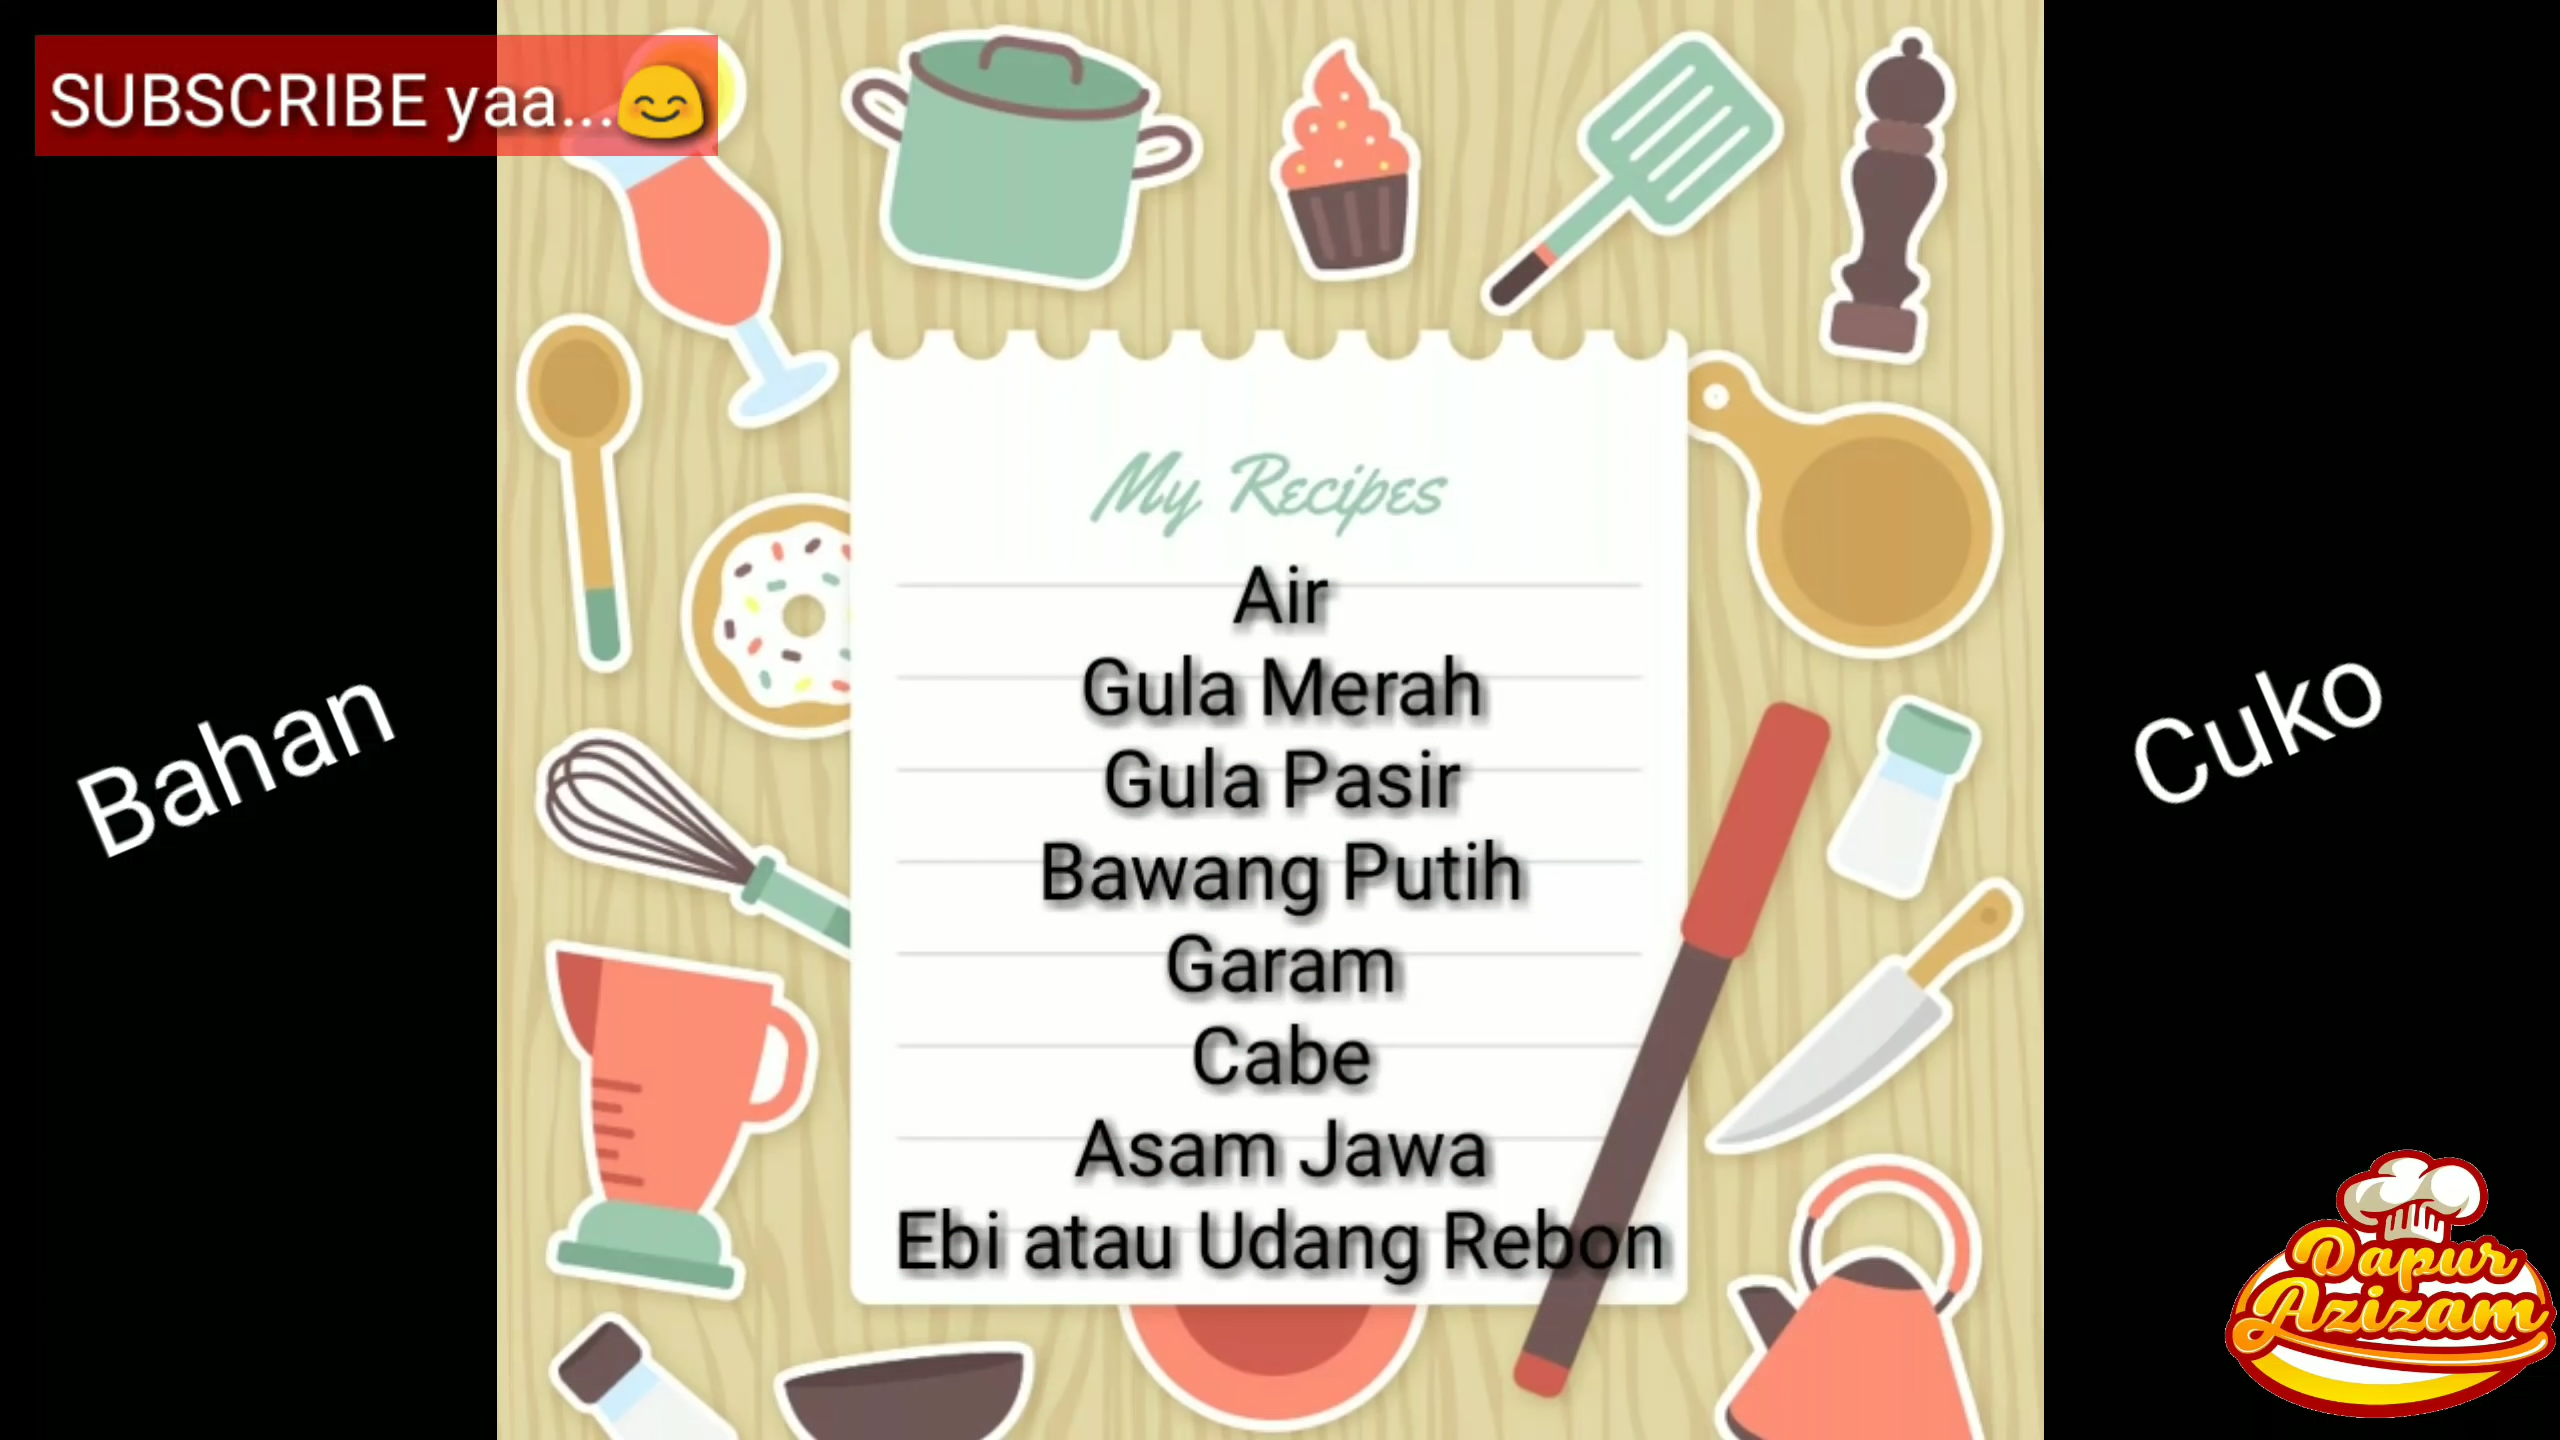 SUBSCRIBE yaa...😊
My Recipes
Air
Gula Merah
Gula Pasir
Bawang Putih
Garam
Cabe
Asam Jawa
Ebi atau Udang Rebon
Bahan
Cuko
Dapur
Azizam